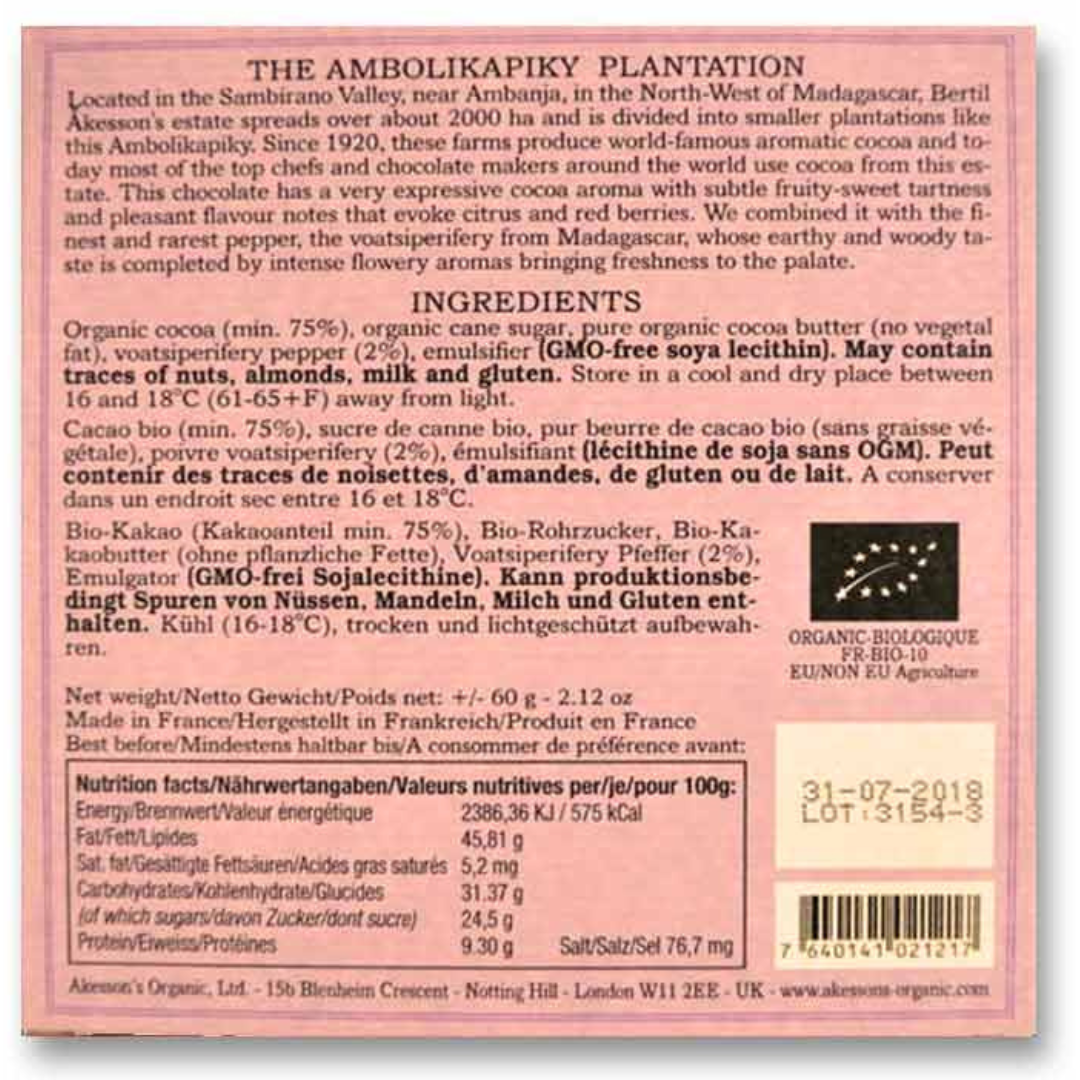 THE AMBOLIKAPIKY PLANTATION
Located in the Sambirano Valley, near Ambanja, in the North-West of Madagascar, Bertil
Åkesson's estate spreads over about 2000 ha and is divided into smaller plantations like
this Ambolikapiky. Since 1920, these farms produce world-famous aromatic cocoa and to-
day most of the top chefs and chocolate makers around the world use cocoa from this es-
tate. This chocolate has a very expressive cocoa aroma with subtle fruity-sweet tartness
and pleasant flavour notes that evoke citrus and red berries. We combined it with the fi-
nest and rarest pepper, the voatsiperifery from Madagascar, whose earthy and woody ta-
ste is completed by intense flowery aromas bringing freshness to the palate.
INGREDIENTS
Organic cocoa (min. 75%), organic cane sugar, pure organic cocoa butter (no vegetal
fat), voatsiperifery pepper (2%), emulsifier (GMO-free soya lecithin). May contain
traces of nuts, almonds, milk and gluten. Store in a cool and dry place between
16 and 18°C (61-65+F) away from light.
Cacao bio (min. 75%), sucre de canne bio, pur beurre de cacao bio (sans graisse vé-
gétale), poivre voatsiperifery (2%), émulsifiant (lécithine de soja sans OGM). Peut
contenir des traces de noisettes, d'amandes, de gluten ou de lait. A conserver
dans un endroit sec entre 16 et 18°C.
Bio-Kakao (Kakaoanteil min. 75%), Bio-Rohrzucker, Bio-Ka-
kaobutter (ohne pflanzliche Fette), Voatsiperifery Pfeffer (2%),
Emulgator (GMO-frei Sojalecithine). Kann produktionsbe-
dingt Spuren von Nüssen, Mandeln, Milch und Gluten ent-
halten. Kühl (16-18°C), trocken und lichtgeschützt aufbewah-
ren.
ORGANIC-BIOLOGIQUE
FR-BIO-10
EU/NON EU Agriculture
Net weight/Netto Gewicht/Poids net: +/- 60 g - 2.12 oz
Made in France/Hergestellt in Frankreich/Produit en France
Best before/Mindestens haltbar bis/A consommer de préférence avant:
31-07-2018
LOT:3154-3
Nutrition facts/Nährwertangaben/Valeurs nutritives per/je/pour 100g:
Energy/Brennwert/Valeur énergétique 2386,36 KJ / 575 kCal
Fat/Fett/Lipides 45,81 g
Sat. fat/Gesättigte Fettsäuren/Acides gras saturés 5,2 mg
Carbohydrates/Kohlenhydrate/Glucides 31.37 g
(of which sugars/davon Zucker/dont sucre) 24,5 g
Protein/Eiweiss/Protéines 9.30 g Salt/Salz/Sel 76,7 mg
7 640141 021217
Akesson's Organic, Ltd. - 15b Blenheim Crescent - Notting Hill - London W11 2EE - UK - www.akessons-organic.com